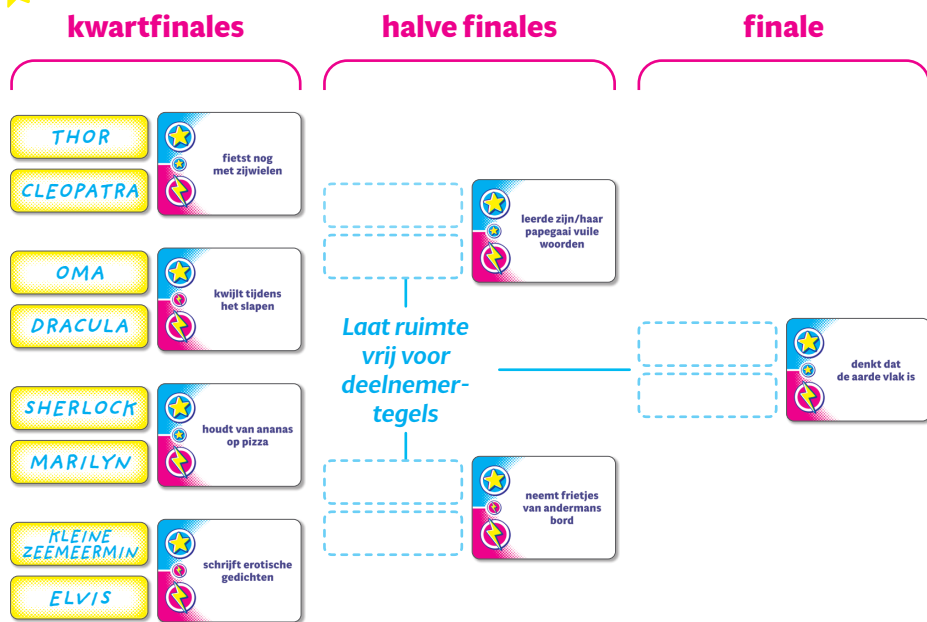 kwartfinales
halve finales
finale
THOR
CLEOPATRA
fietst nog
met zijwielen
OMA
DRACULA
kwijlt tijdens
het slapen
SHERLOCK
MARILYN
houdt van ananas
op pizza
KLEINE
ZEEMEERMIN
ELVIS
schrijft erotische
gedichten
leerde zijn/haar
papegaai vuile
woorden
Laat ruimte
vrij voor
deelnemer-
tegels
neemt frietjes
van andermans
bord
denkt dat
de aarde vlak is